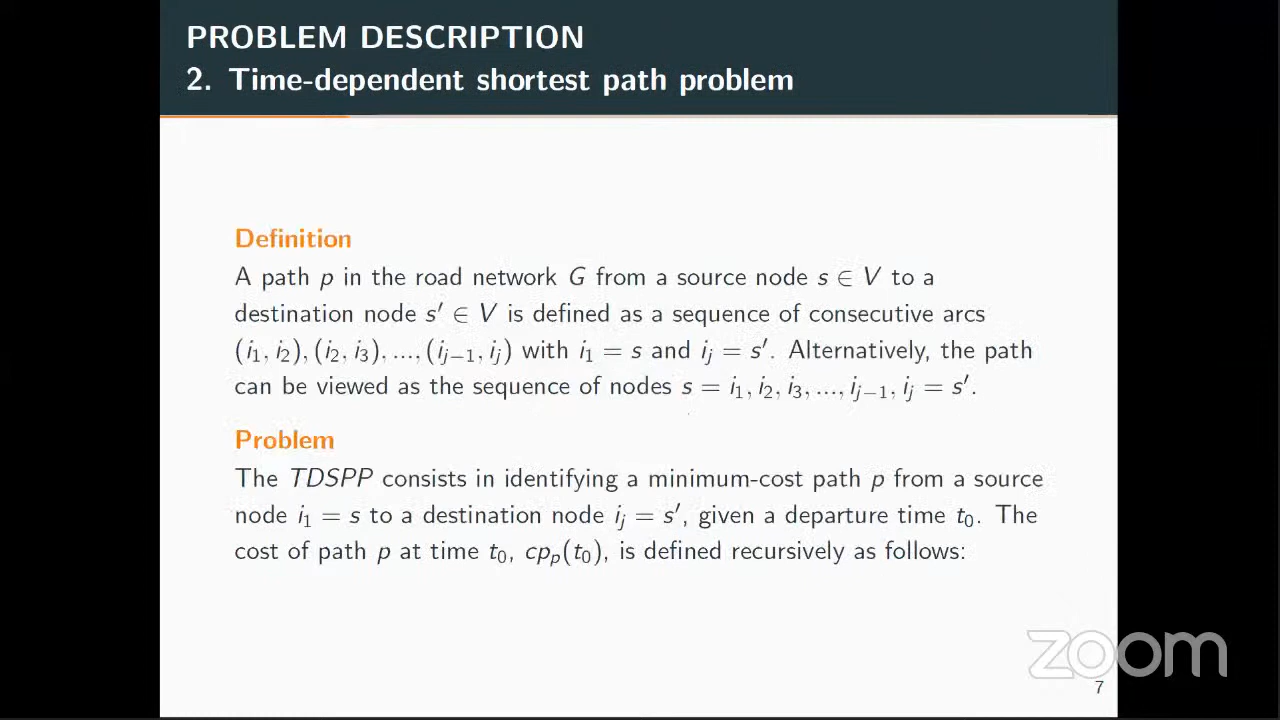 PROBLEM DESCRIPTION
2. Time-dependent shortest path problem
Definition
A path p in the road network G from a source node s ∈ V to a
destination node s′ ∈ V is defined as a sequence of consecutive arcs
(i₁, i₂), (i₂, i₃), ..., (iⱼ₋₁, iⱼ) with i₁ = s and iⱼ = s′. Alternatively, the path
can be viewed as the sequence of nodes s = i₁, i₂, i₃, ..., iⱼ₋₁, iⱼ = s′.
Problem
The TDSPP consists in identifying a minimum-cost path p from a source
node i₁ = s to a destination node iⱼ = s′, given a departure time t₀. The
cost of path p at time t₀, cpₚ(t₀), is defined recursively as follows:
zoom
7